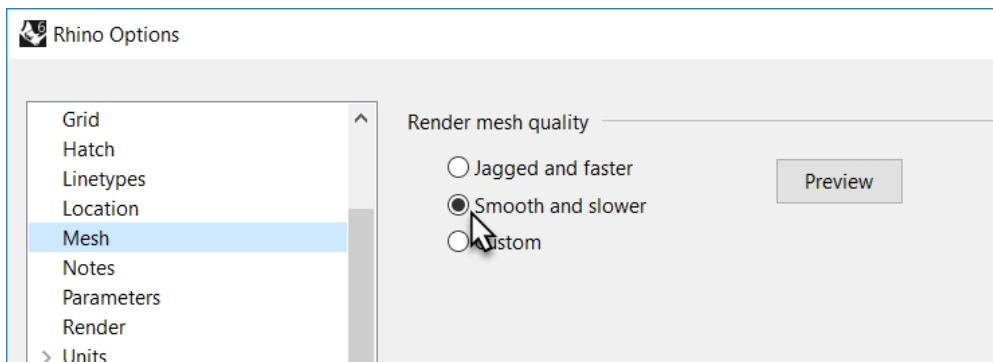 Rhino Options
Grid
Hatch
Linetypes
Location
Mesh
Notes
Parameters
Render
Units
Render mesh quality
Jagged and faster
Smooth and slower
Custom
Preview